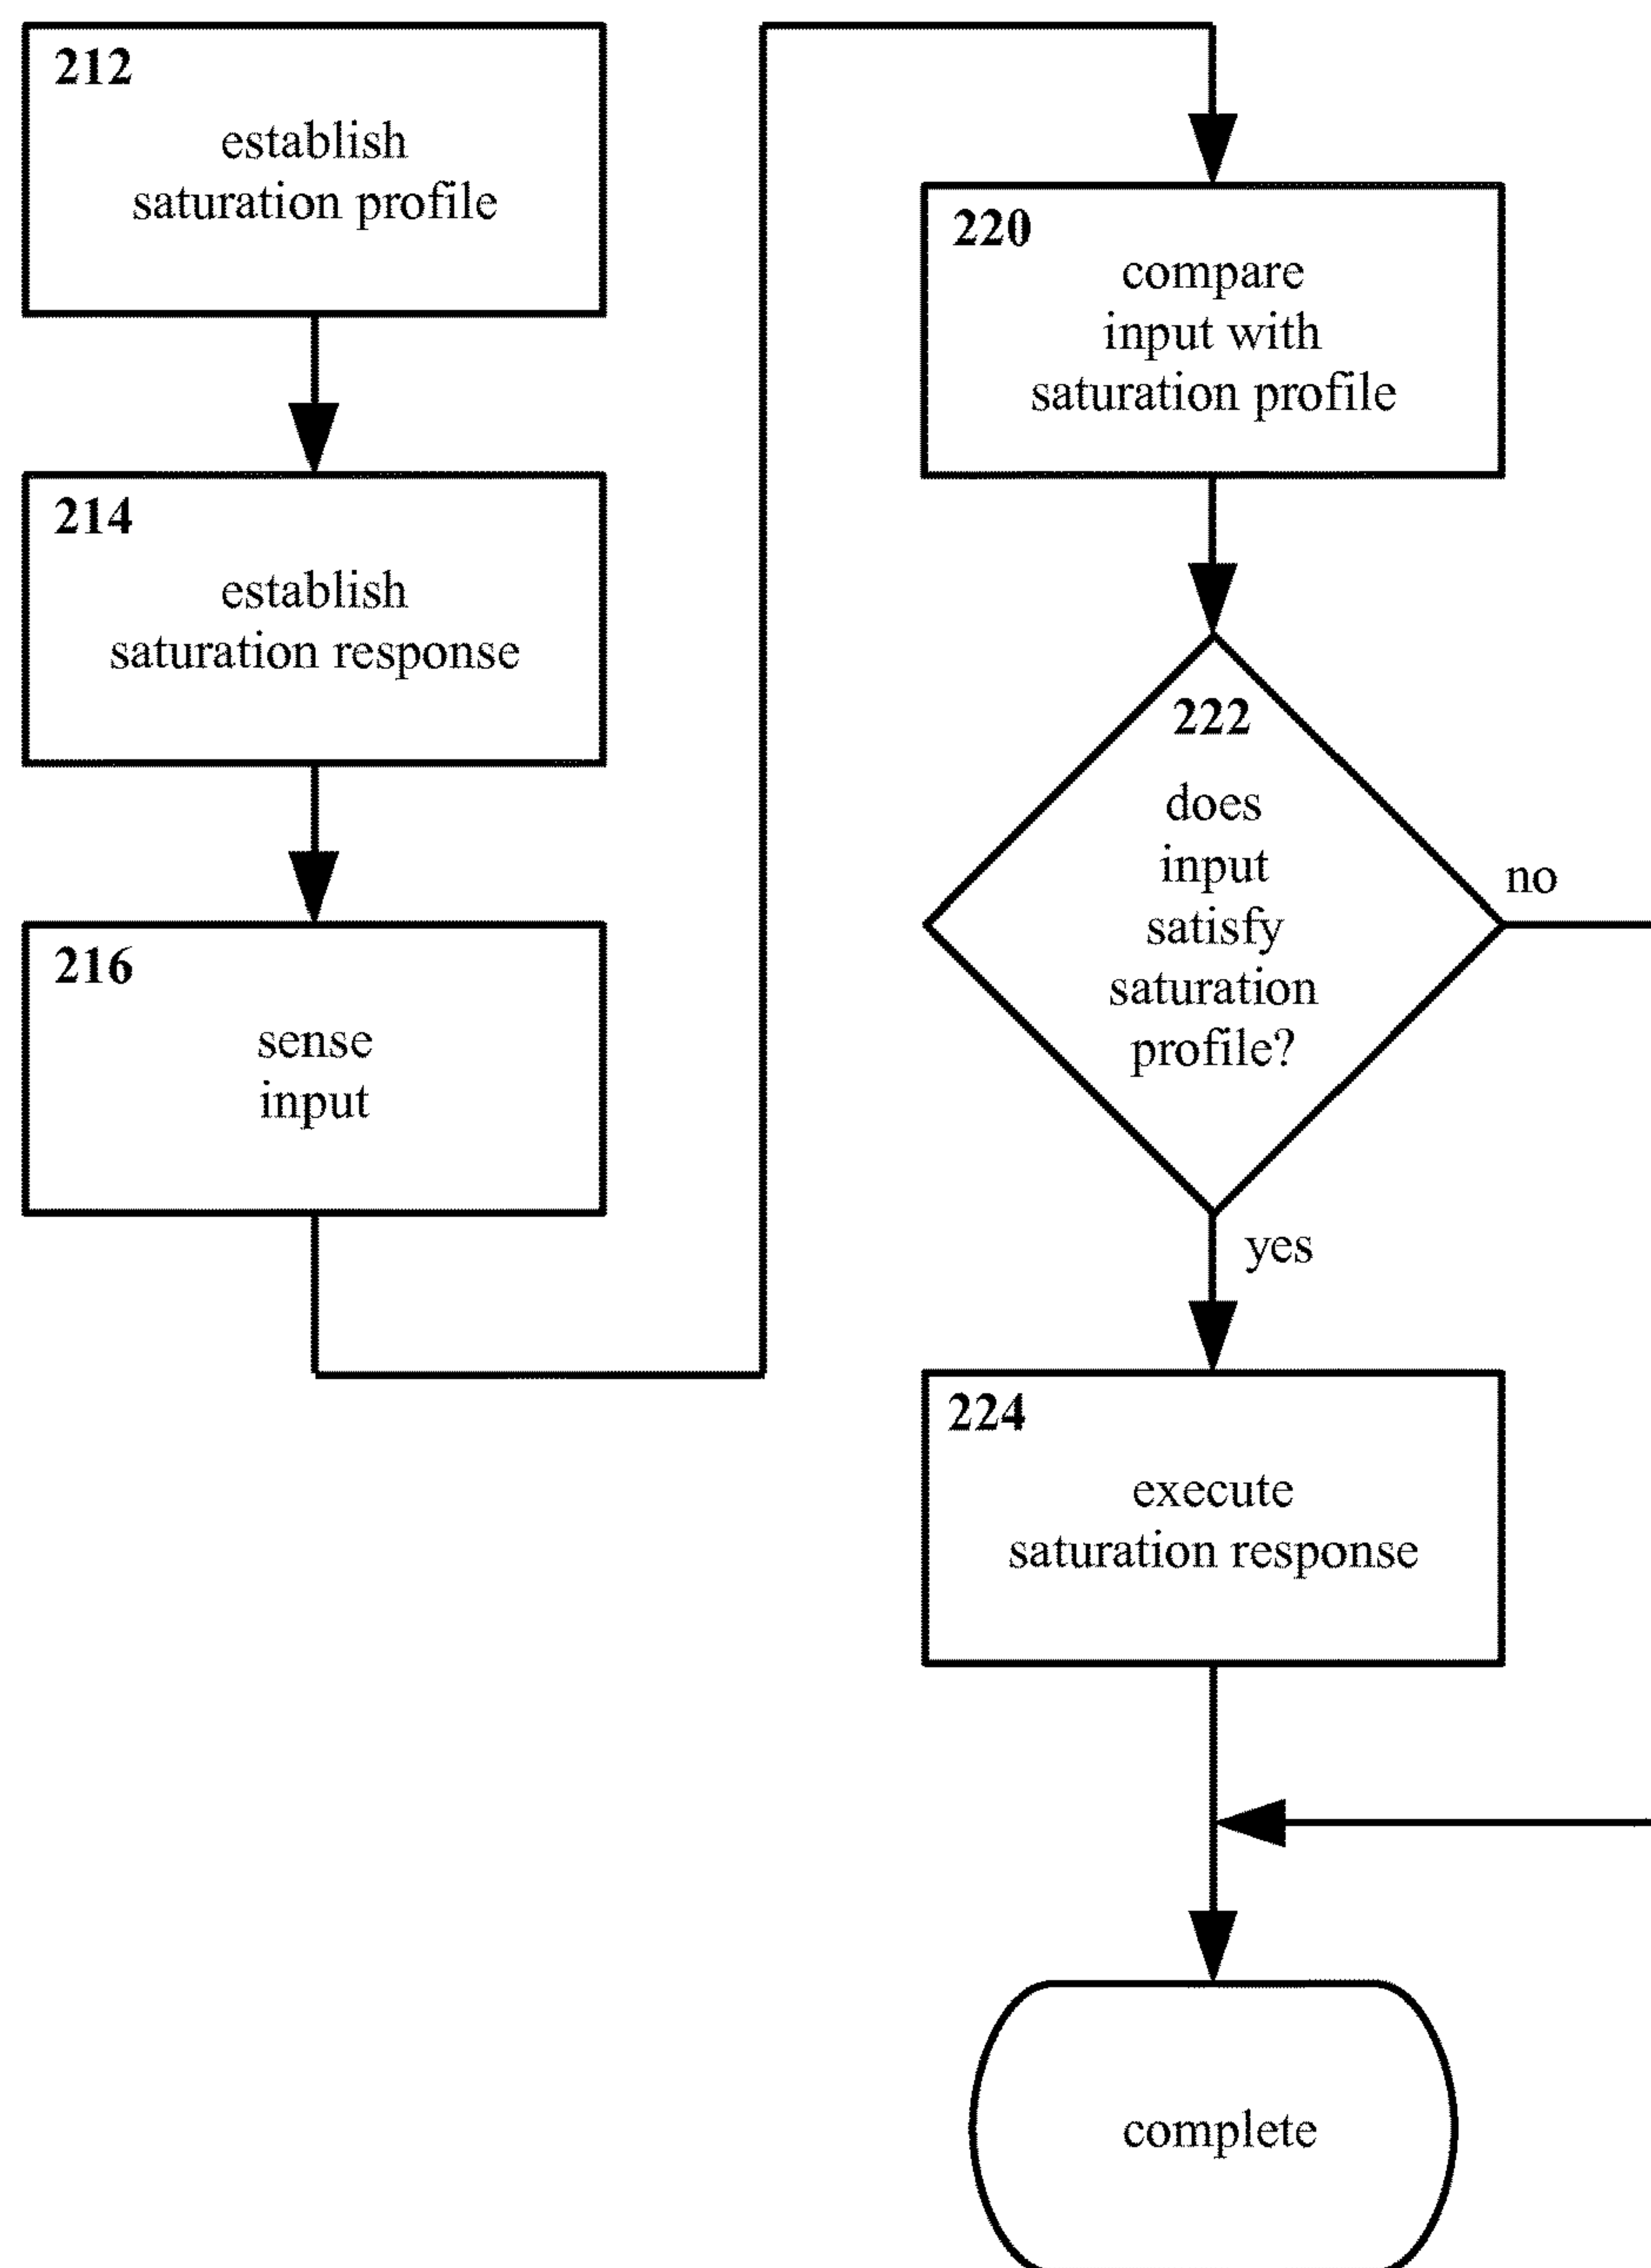 212
establish
saturation profile
214
establish
saturation response
216
sense
input
220
compare
input with
saturation profile
222
does
input
satisfy
saturation
profile?
no
yes
224
execute
saturation response
complete